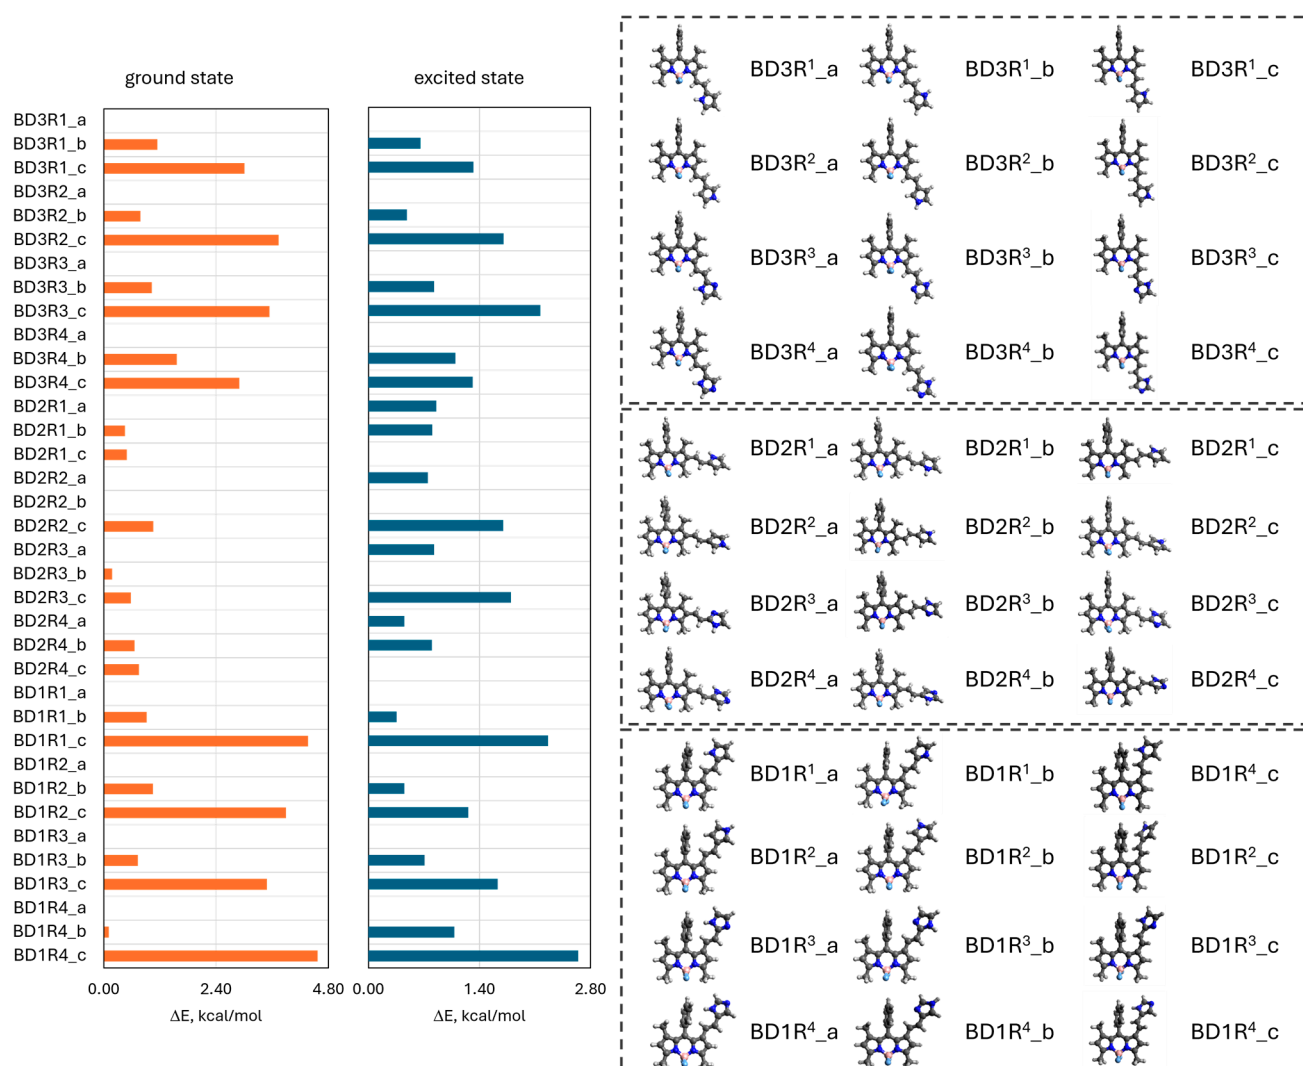 ground state
excited state
BD3R1_a
BD3R1_b
BD3R1_c
BD3R2_a
BD3R2_b
BD3R2_c
BD3R3_a
BD3R3_b
BD3R3_c
BD3R4_a
BD3R4_b
BD3R4_c
BD2R1_a
BD2R1_b
BD2R1_c
BD2R2_a
BD2R2_b
BD2R2_c
BD2R3_a
BD2R3_b
BD2R3_c
BD2R4_a
BD2R4_b
BD2R4_c
BD1R1_a
BD1R1_b
BD1R1_c
BD1R2_a
BD1R2_b
BD1R2_c
BD1R3_a
BD1R3_b
BD1R3_c
BD1R4_a
BD1R4_b
BD1R4_c
0.00 2.40 4.80
ΔE, kcal/mol
0.00 1.40 2.80
ΔE, kcal/mol
BD3R¹_a BD3R¹_b BD3R¹_c
BD3R²_a BD3R²_b BD3R²_c
BD3R³_a BD3R³_b BD3R³_c
BD3R⁴_a BD3R⁴_b BD3R⁴_c
BD2R¹_a BD2R¹_b BD2R¹_c
BD2R²_a BD2R²_b BD2R²_c
BD2R³_a BD2R³_b BD2R³_c
BD2R⁴_a BD2R⁴_b BD2R⁴_c
BD1R¹_a BD1R¹_b BD1R⁴_c
BD1R²_a BD1R²_b BD1R²_c
BD1R³_a BD1R³_b BD1R³_c
BD1R⁴_a BD1R⁴_b BD1R⁴_c